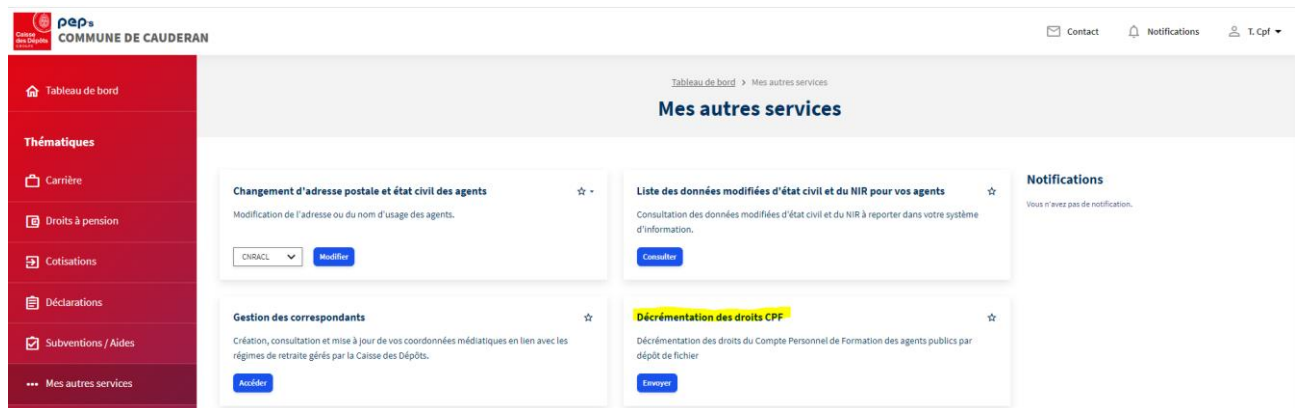 Caisse
des Dépôts
GROUPE
pep's
COMMUNE DE CAUDERAN
Contact
Notifications
T. Cpf
Tableau de bord
Thématiques
Carrière
Droits à pension
Cotisations
Déclarations
Subventions / Aides
Mes autres services
Tableau de bord > Mes autres services
Mes autres services
Changement d'adresse postale et état civil des agents
Modification de l'adresse ou du nom d'usage des agents.
CNRACL
Modifier
Liste des données modifiées d'état civil et du NIR pour vos agents
Consultation des données modifiées d'état civil et du NIR à reporter dans votre système
d'information.
Consulter
Gestion des correspondants
Création, consultation et mise à jour de vos coordonnées médiatiques en lien avec les
régimes de retraite gérés par la Caisse des Dépôts.
Accéder
Décrémentation des droits CPF
Décrémentation des droits du Compte Personnel de Formation des agents publics par
dépôt de fichier
Envoyer
Notifications
Vous n'avez pas de notification.